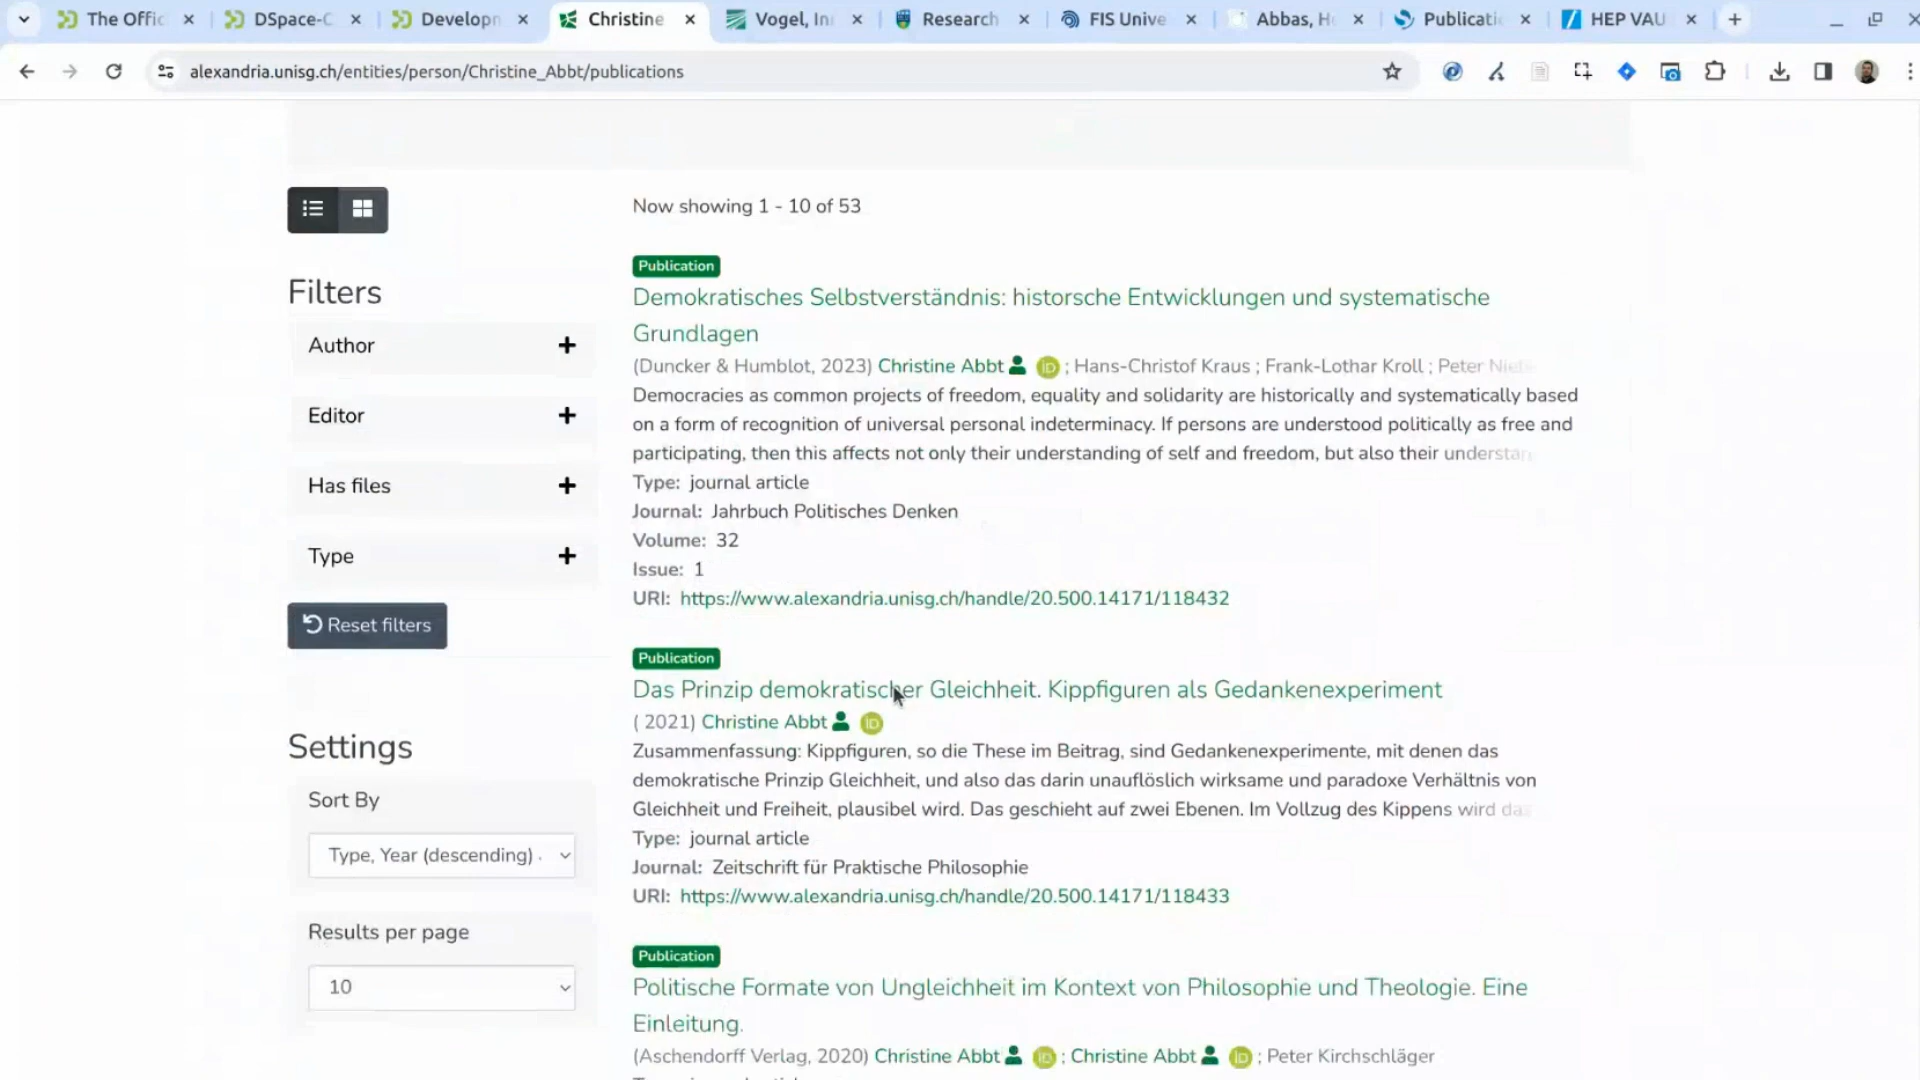 The Offic
DSpace-C
Developn
Christine
Vogel, In
Research
FIS Unive
Abbas, H
Publicati
HEP VAU
alexandria.unisg.ch/entities/person/Christine_Abbt/publications
Now showing 1 - 10 of 53
Filters
Author
Editor
Has files
Type
Reset filters
Settings
Sort By
Type, Year (descending)
Results per page
10
Publication
Demokratisches Selbstverständnis: historsche Entwicklungen und systematische
Grundlagen
(Duncker & Humblot, 2023) Christine Abbt iD ; Hans-Christof Kraus ; Frank-Lothar Kroll ; Peter
Democracies as common projects of freedom, equality and solidarity are historically and systematically based
on a form of recognition of universal personal indeterminacy. If persons are understood politically as free and
participating, then this affects not only their understanding of self and freedom, but also their understan
Type: journal article
Journal: Jahrbuch Politisches Denken
Volume: 32
Issue: 1
URI: https://www.alexandria.unisg.ch/handle/20.500.14171/118432
Publication
Das Prinzip demokratischer Gleichheit. Kippfiguren als Gedankenexperiment
( 2021) Christine Abbt iD
Zusammenfassung: Kippfiguren, so die These im Beitrag, sind Gedankenexperimente, mit denen das
demokratische Prinzip Gleichheit, und also das darin unauflöslich wirksame und paradoxe Verhältnis von
Gleichheit und Freiheit, plausibel wird. Das geschieht auf zwei Ebenen. Im Vollzug des Kippens wird
Type: journal article
Journal: Zeitschrift für Praktische Philosophie
URI: https://www.alexandria.unisg.ch/handle/20.500.14171/118433
Publication
Politische Formate von Ungleichheit im Kontext von Philosophie und Theologie. Eine
Einleitung.
(Aschendorff Verlag, 2020) Christine Abbt iD ; Christine Abbt iD ; Peter Kirchschläger